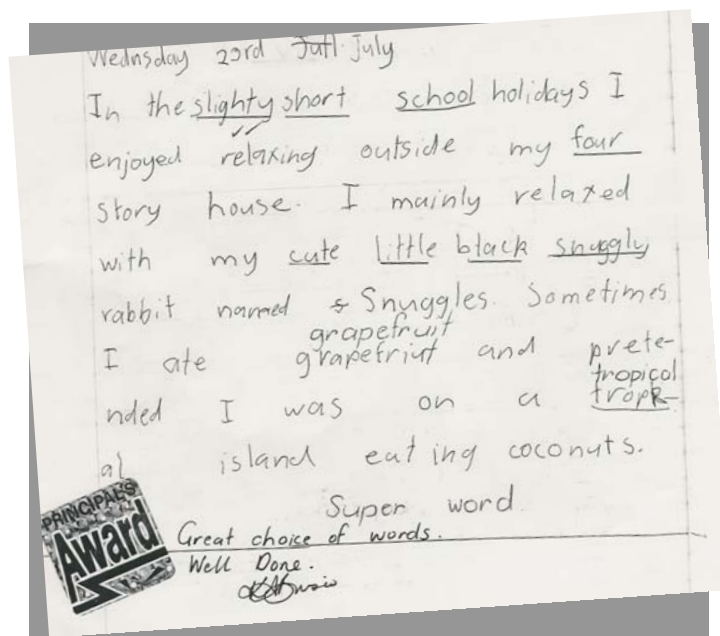 Wednsday 23rd July
In the slighty short school holidays I
enjoyed relaxing outside my four
story house. I mainly relaxed
with my cute little black snuggly
rabbit named Snuggles. Sometimes
grapefruit
I ate grapefriut and prete-
tropical
nded I was on a trop-
al island eating coconuts.
Super word
PRINCIPAL'S
Award
Great choice of words.
Well Done.